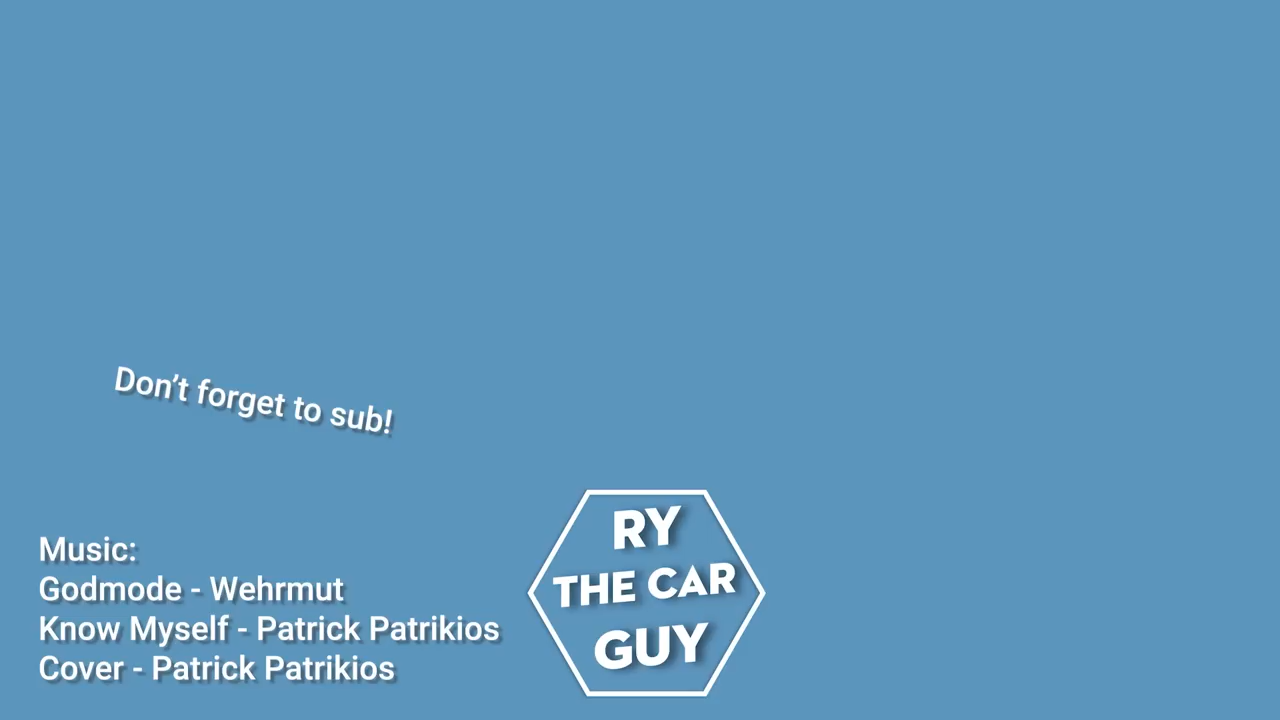 Don't forget to sub!
Music:
Godmode - Wehrmut
Know Myself - Patrick Patrikios
Cover - Patrick Patrikios
RY
THE CAR
GUY